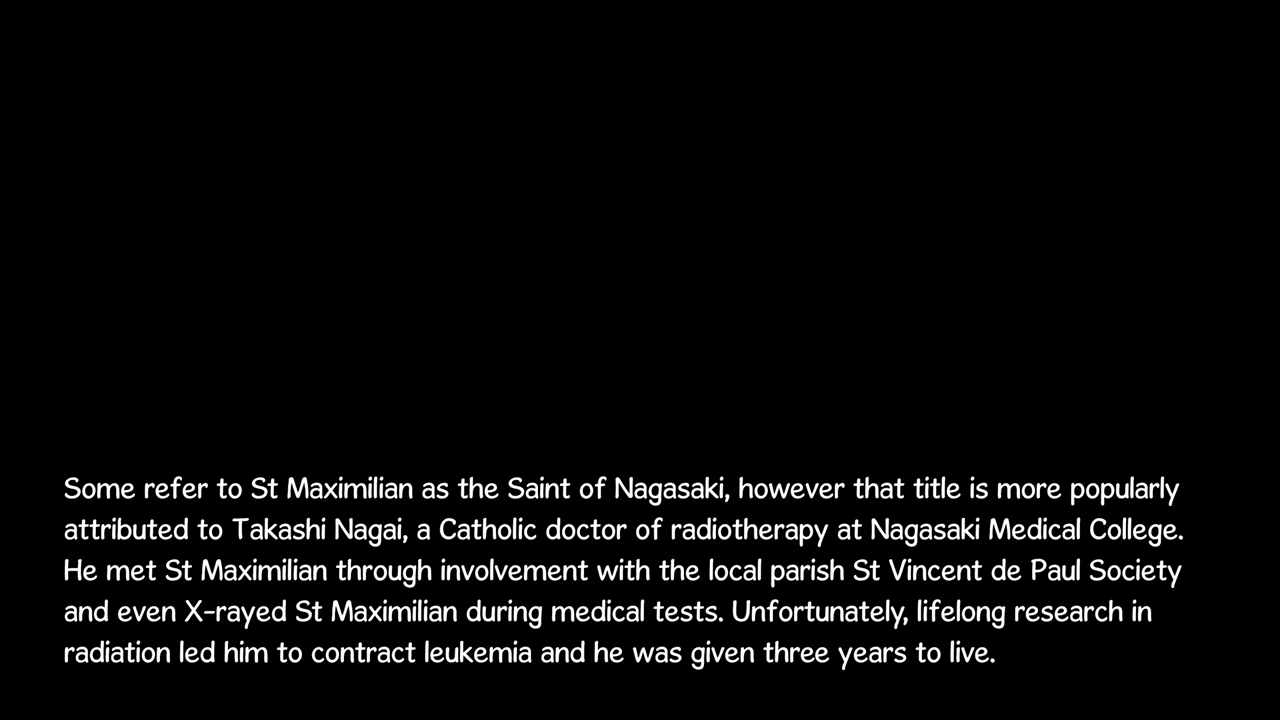 Some refer to St Maximilian as the Saint of Nagasaki, however that title is more popularly
attributed to Takashi Nagai, a Catholic doctor of radiotherapy at Nagasaki Medical College.
He met St Maximilian through involvement with the local parish St Vincent de Paul Society
and even X-rayed St Maximilian during medical tests. Unfortunately, lifelong research in
radiation led him to contract leukemia and he was given three years to live.